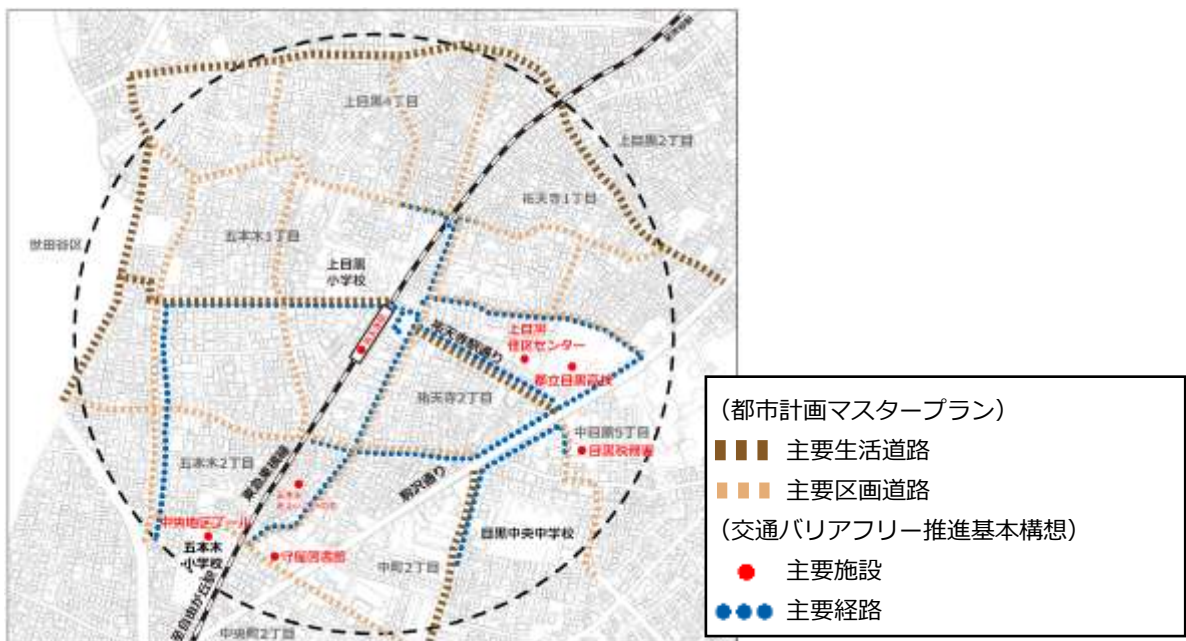 上目黒4丁目
上目黒2丁目
祐天寺1丁目
世田谷区
五本木1丁目
上目黒
小学校
祐天寺駅通り
上目黒
住区センター
都立目黒高校
祐天寺2丁目
中目黒5丁目
目黒税務署
五本木2丁目
東急東横線
駒沢通り
中央地区プール
五本木
小学校
守屋図書館
目黒中央中学校
中町2丁目
至自由が丘駅
中央町2丁目
（都市計画マスタープラン）
主要生活道路
主要区画道路
（交通バリアフリー推進基本構想）
主要施設
主要経路